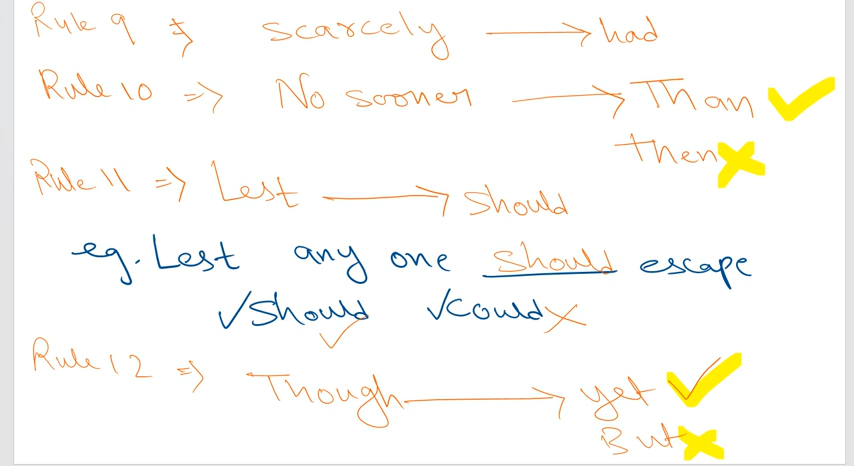 Rule 9 => Scarcely → had
Rule 10 => No sooner → Than ✓
then ✗
Rule 11 => Lest → should
eg. Lest any one should escape
✓should ✓ ✓could ✗
Rule 12 => Though → yet ✓
But ✗